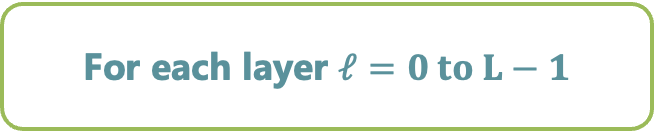 For each layer ℓ = 0 to L − 1